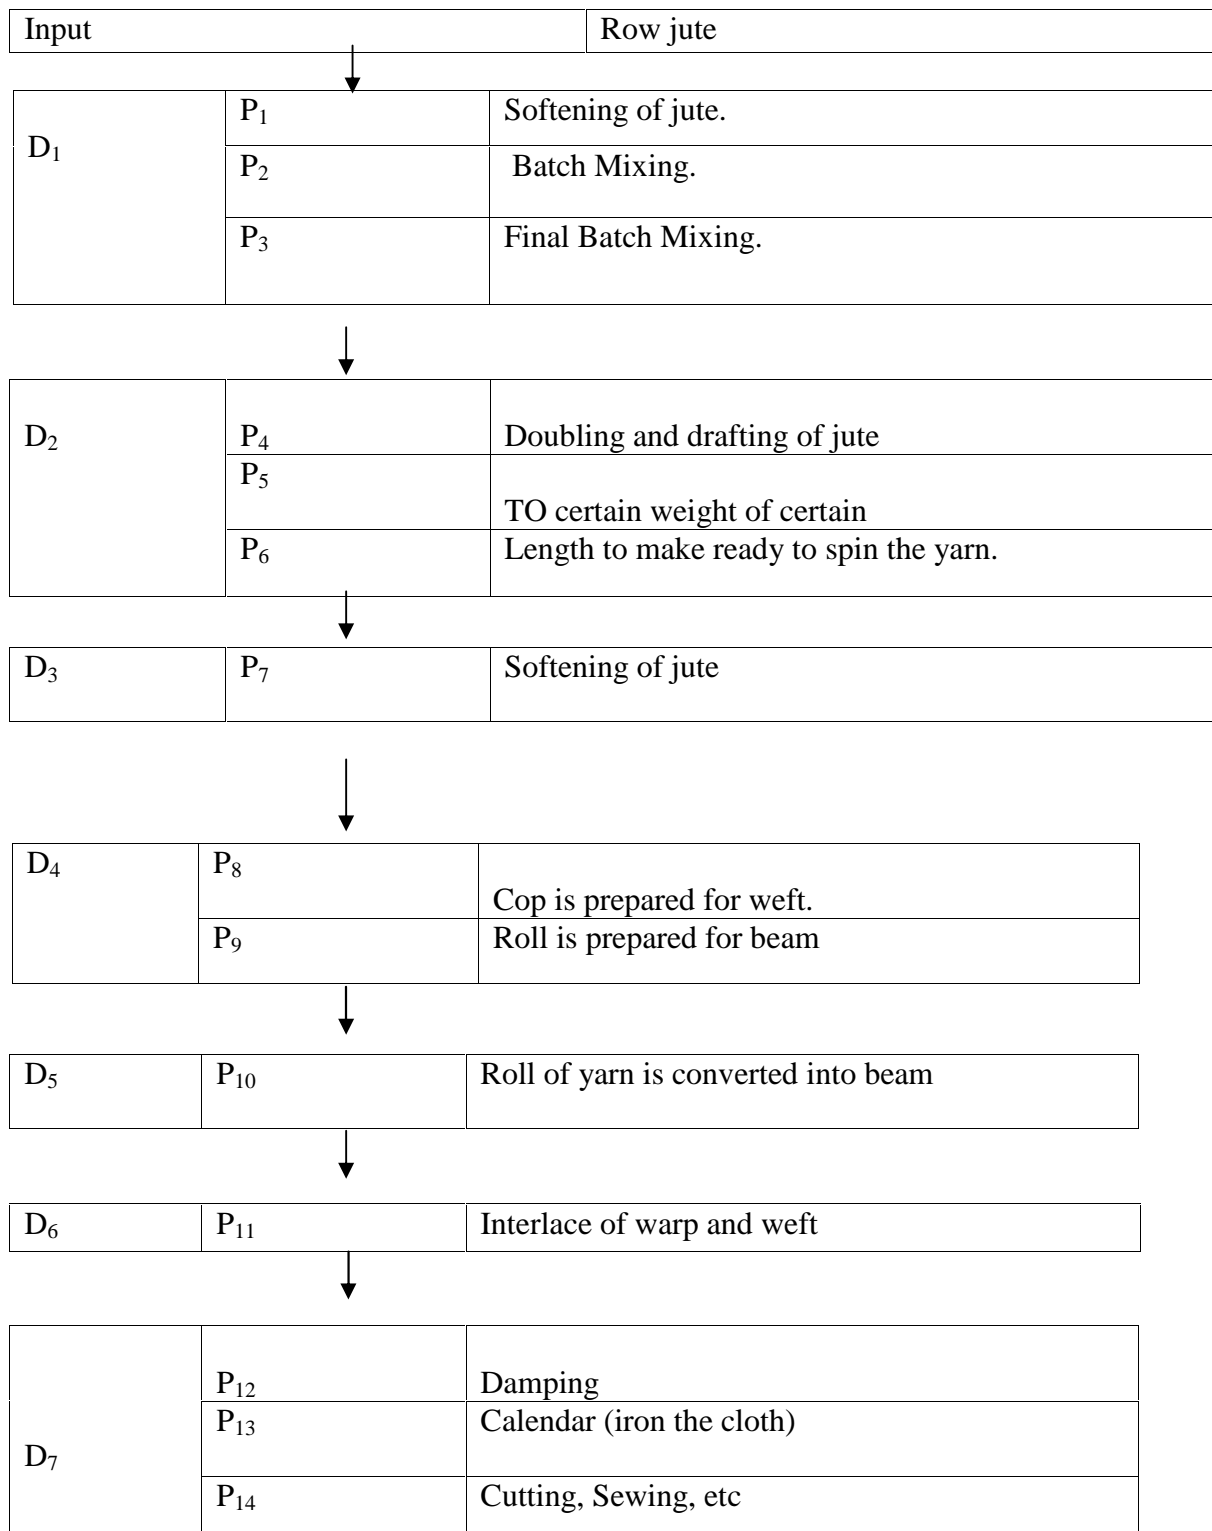 Input Row jute
P₁ Softening of jute.
D₁
P₂ Batch Mixing.
P₃ Final Batch Mixing.
D₂ P₄ Doubling and drafting of jute
P₅
TO certain weight of certain
P₆ Length to make ready to spin the yarn.
D₃ P₇ Softening of jute
D₄ P₈
Cop is prepared for weft.
P₉ Roll is prepared for beam
D₅ P₁₀ Roll of yarn is converted into beam
D₆ P₁₁ Interlace of warp and weft
P₁₂ Damping
P₁₃ Calendar (iron the cloth)
D₇
P₁₄ Cutting, Sewing, etc